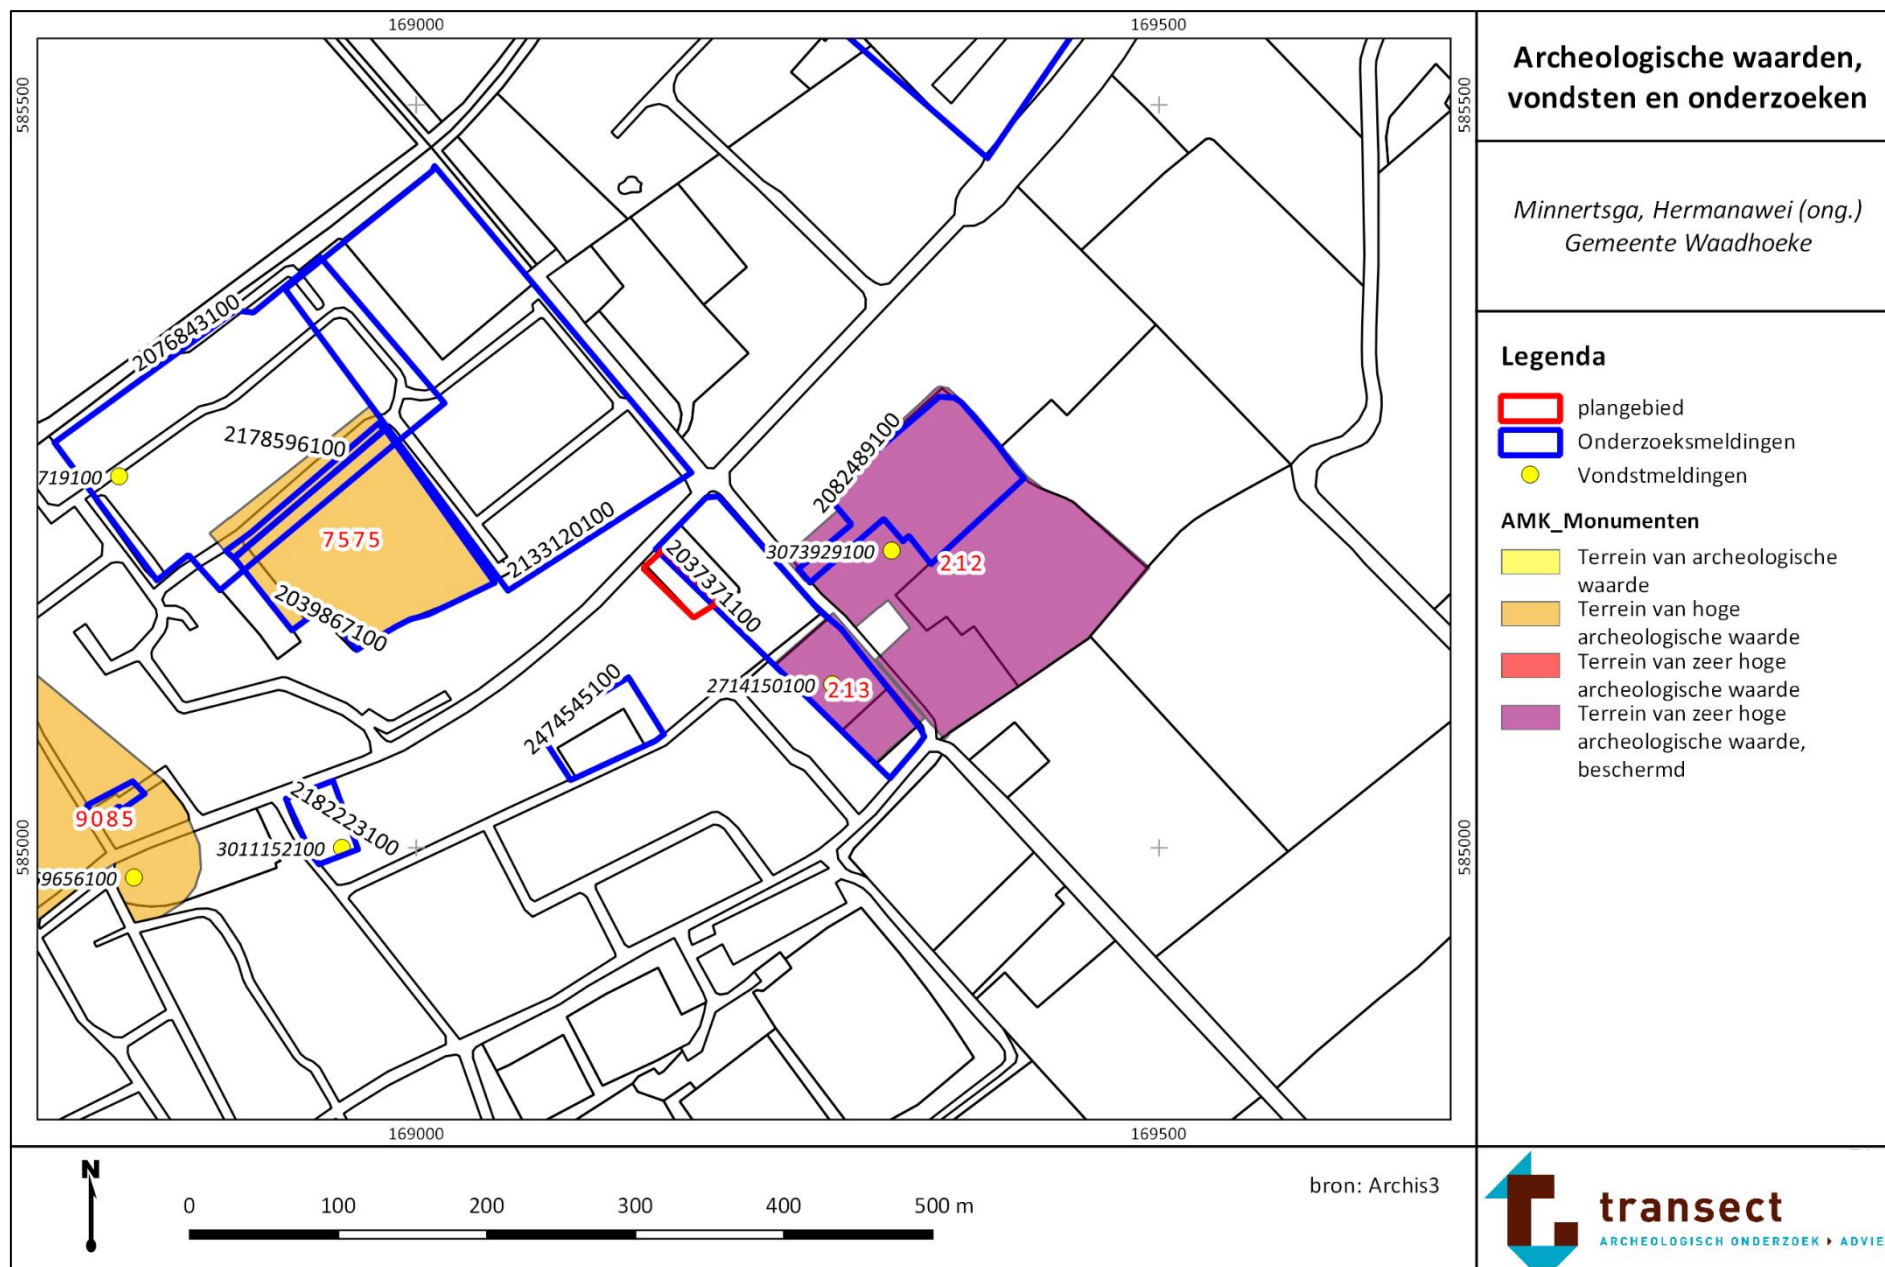 169000
169500
585500
585500
2076843100
2178596100
719100
7575
2133120100
2039867100
2082489100
3073929100
212
2037371100
2714150100
213
2474545100
2182223100
9085
3011152100
59656100
585000
585000
169000
169500
Archeologische waarden,
vondsten en onderzoeken
Minnertsga, Hermanawei (ong.)
Gemeente Waadhoeke
Legenda
plangebied
Onderzoeksmeldingen
Vondstmeldingen
AMK_Monumenten
Terrein van archeologische
waarde
Terrein van hoge
archeologische waarde
Terrein van zeer hoge
archeologische waarde
Terrein van zeer hoge
archeologische waarde,
beschermd
N
0 100 200 300 400 500 m
bron: Archis3
transect
ARCHEOLOGISCH ONDERZOEK ADVIE